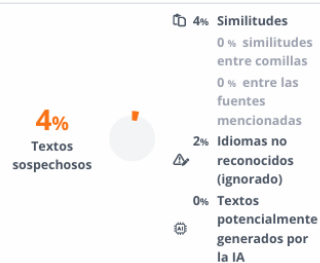 4%
Textos
sospechosos
4% Similitudes
0 % similitudes
entre comillas
0 % entre las
fuentes
mencionadas
2% Idiomas no
reconocidos
(ignorado)
0% Textos
potencialmente
generados por
la IA
AI